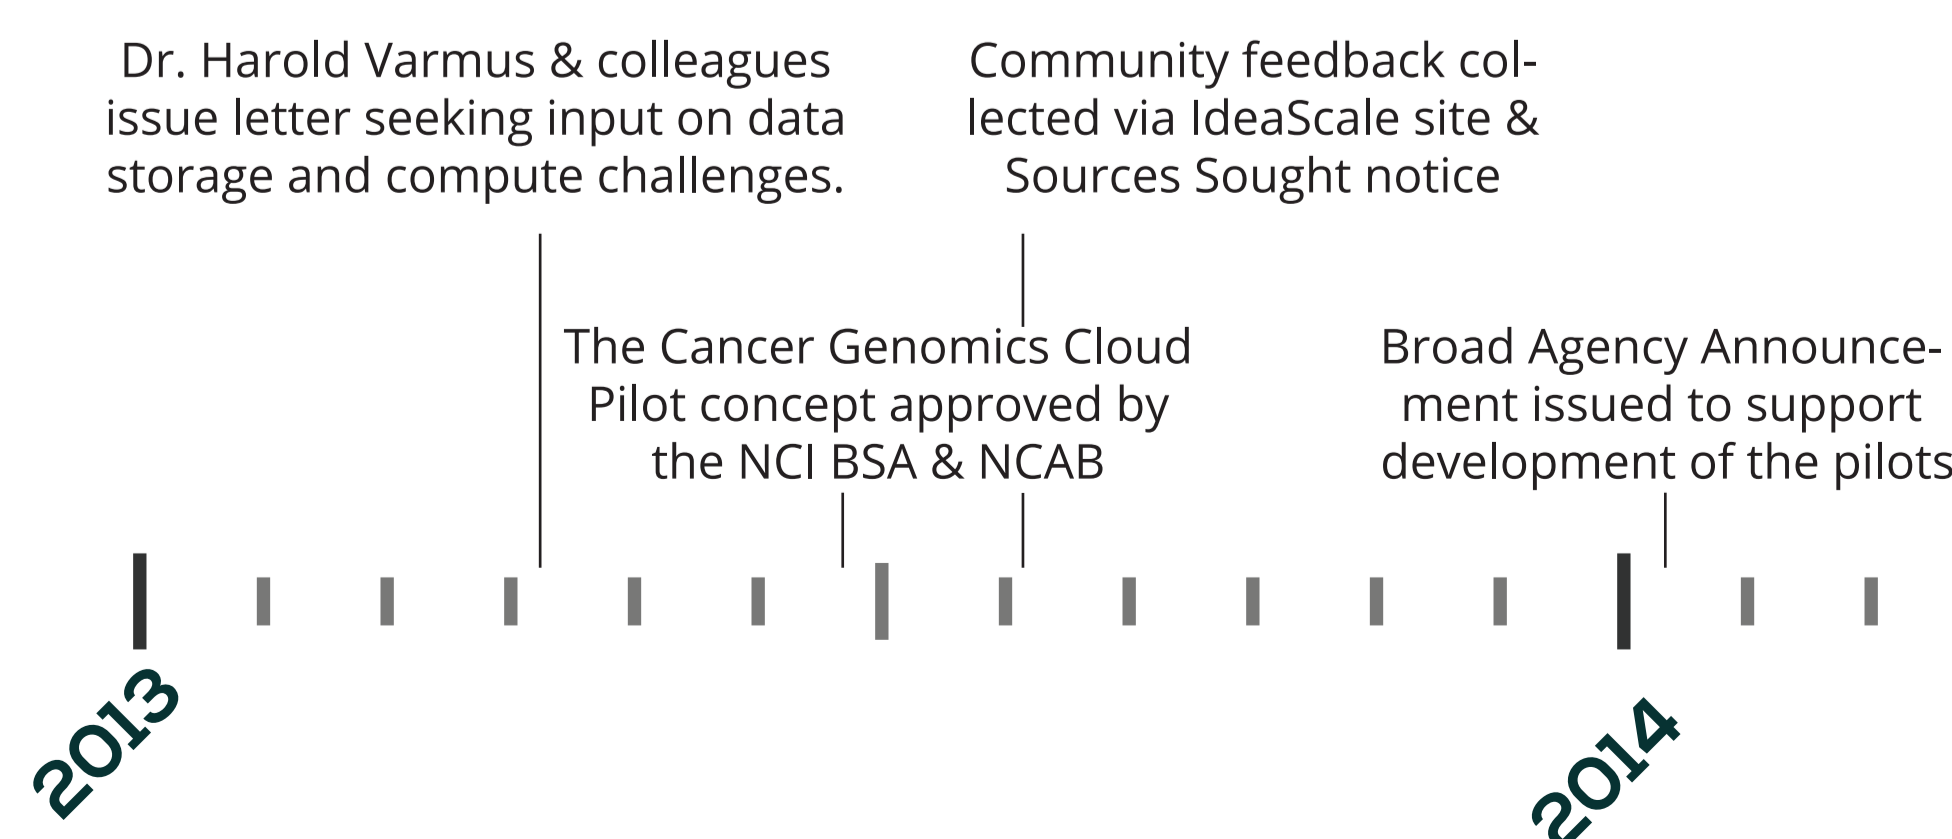 Dr. Harold Varmus & colleagues
issue letter seeking input on data
storage and compute challenges.
Community feedback col-
lected via IdeaScale site &
Sources Sought notice
The Cancer Genomics Cloud
Pilot concept approved by
the NCI BSA & NCAB
Broad Agency Announce-
ment issued to support
development of the pilots
2013
2014